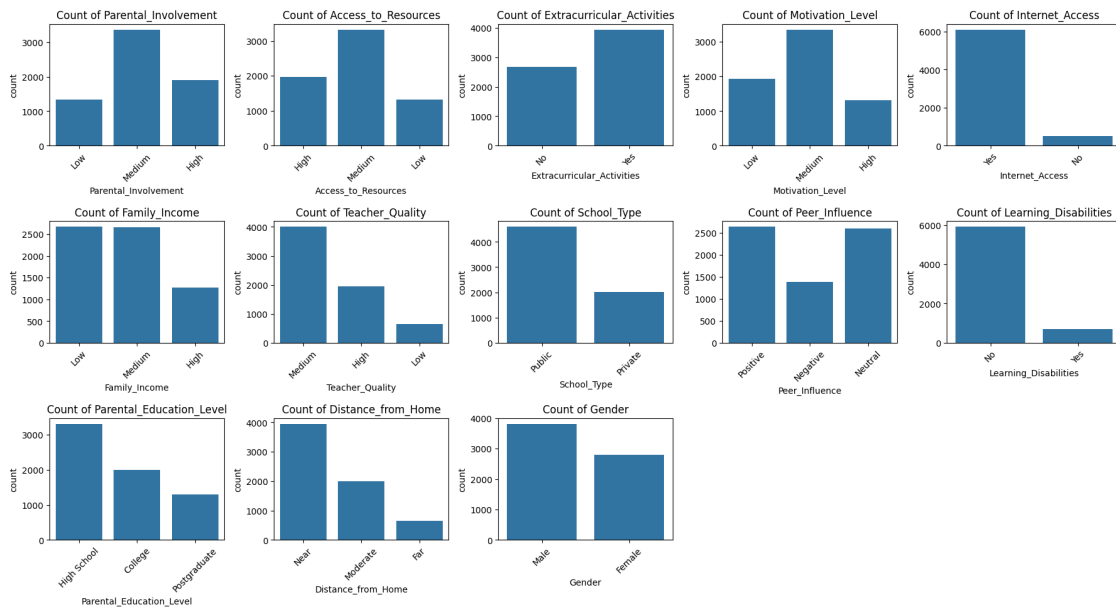 Count of Parental_Involvement
count
3000
2000
1000
0
Low
Medium
High
Parental_Involvement
Count of Access_to_Resources
count
3000
2000
1000
0
High
Medium
Low
Access_to_Resources
Count of Extracurricular_Activities
count
4000
3000
2000
1000
0
No
Yes
Extracurricular_Activities
Count of Motivation_Level
count
3000
2000
1000
0
Low
Medium
High
Motivation_Level
Count of Internet_Access
count
6000
4000
2000
0
Yes
No
Internet_Access
Count of Family_Income
count
2500
2000
1500
1000
500
0
Low
Medium
High
Family_Income
Count of Teacher_Quality
count
4000
3000
2000
1000
0
Medium
High
Low
Teacher_Quality
Count of School_Type
count
4000
3000
2000
1000
0
Public
Private
School_Type
Count of Peer_Influence
count
2500
2000
1500
1000
500
0
Positive
Negative
Neutral
Peer_Influence
Count of Learning_Disabilities
count
6000
4000
2000
0
No
Yes
Learning_Disabilities
Count of Parental_Education_Level
count
3000
2000
1000
0
High School
College
Postgraduate
Parental_Education_Level
Count of Distance_from_Home
count
4000
3000
2000
1000
0
Near
Moderate
Far
Distance_from_Home
Count of Gender
count
4000
3000
2000
1000
0
Male
Female
Gender